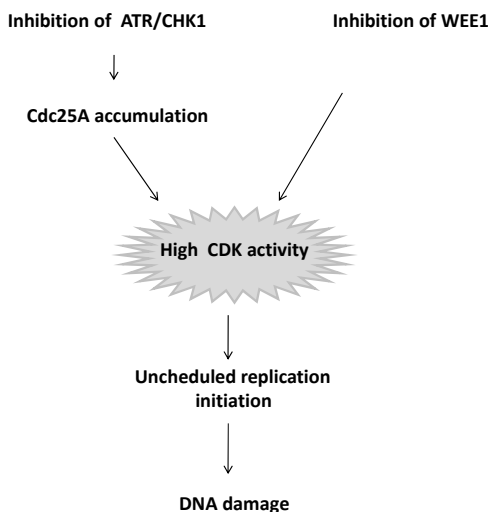 Inhibition of ATR/CHK1
Inhibition of WEE1
Cdc25A accumulation
High CDK activity
Uncheduled replication
initiation
DNA damage